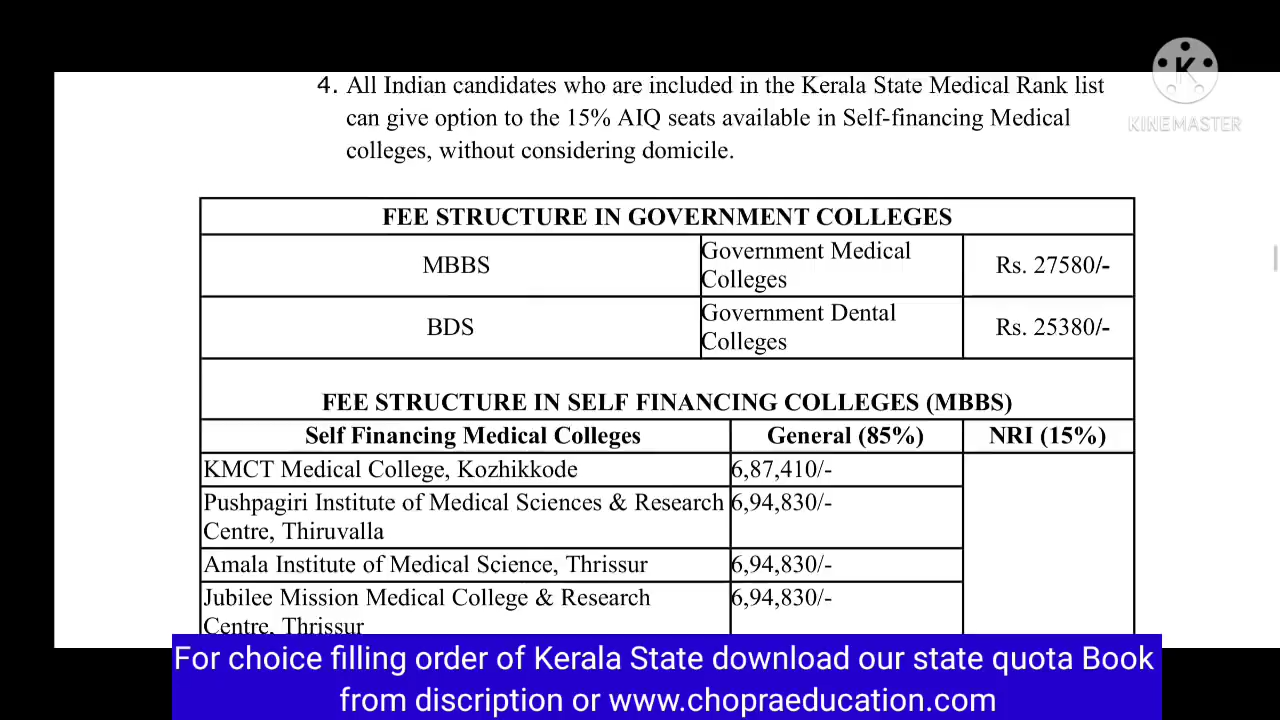 4. All Indian candidates who are included in the Kerala State Medical Rank list
can give option to the 15% AIQ seats available in Self-financing Medical
colleges, without considering domicile.
K
KINEMASTER
FEE STRUCTURE IN GOVERNMENT COLLEGES
MBBS Government Medical Colleges Rs. 27580/-
BDS Government Dental Colleges Rs. 25380/-
FEE STRUCTURE IN SELF FINANCING COLLEGES (MBBS)
Self Financing Medical Colleges General (85%) NRI (15%)
KMCT Medical College, Kozhikkode 6,87,410/-
Pushpagiri Institute of Medical Sciences & Research 6,94,830/-
Centre, Thiruvalla
Amala Institute of Medical Science, Thrissur 6,94,830/-
Jubilee Mission Medical College & Research 6,94,830/-
Centre, Thrissur
For choice filling order of Kerala State download our state quota Book
from discription or www.chopraeducation.com